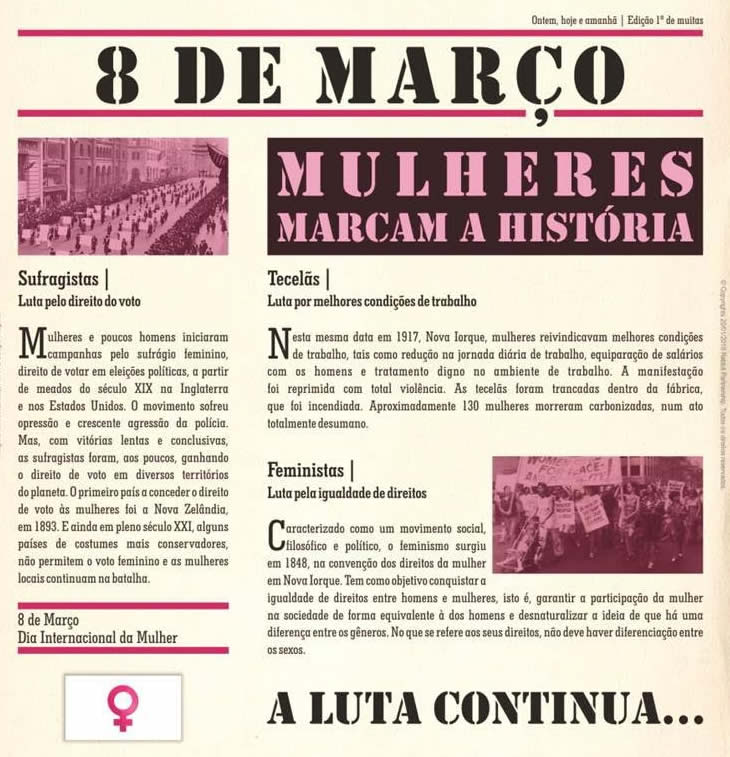 Ontem, hoje e amanhã | Edição 1ª de muitas
8 DE MARÇO
MULHERES
MARCAM A HISTÓRIA
Sufragistas |
Luta pelo direito do voto
Mulheres e poucos homens iniciaram
campanhas pelo sufrágio feminino,
direito de votar em eleições políticas, a partir
de meados do século XIX na Inglaterra
e nos Estados Unidos. O movimento sofreu
opressão e crescente agressão da polícia.
Mas, com vitórias lentas e conclusivas,
as sufragistas foram, aos poucos, ganhando
o direito de voto em diversos territórios
do planeta. O primeiro país a conceder o direito
de voto às mulheres foi a Nova Zelândia,
em 1893. E ainda em pleno século XXI, alguns
países de costumes mais conservadores,
não permitem o voto feminino e as mulheres
locais continuam na batalha.
8 de Março
Dia Internacional da Mulher
Tecelãs |
Luta por melhores condições de trabalho
Nesta mesma data em 1917, Nova Iorque, mulheres reivindicavam melhores condições
de trabalho, tais como redução na jornada diária de trabalho, equiparação de salários
com os homens e tratamento digno no ambiente de trabalho. A manifestação
foi reprimida com total violência. As tecelãs foram trancadas dentro da fábrica,
que foi incendiada. Aproximadamente 130 mulheres morreram carbonizadas, num ato
totalmente desumano.
Feministas |
Luta pela igualdade de direitos
Caracterizado como um movimento social,
filosófico e político, o feminismo surgiu
em 1848, na convenção dos direitos da mulher
em Nova Iorque. Tem como objetivo conquistar a
igualdade de direitos entre homens e mulheres, isto é, garantir a participação da mulher
na sociedade de forma equivalente à dos homens e desnaturalizar a ideia de que há uma
diferença entre os gêneros. No que se refere aos seus direitos, não deve haver diferenciação entre
os sexos.
A LUTA CONTINUA...
Todos os direitos reservados.